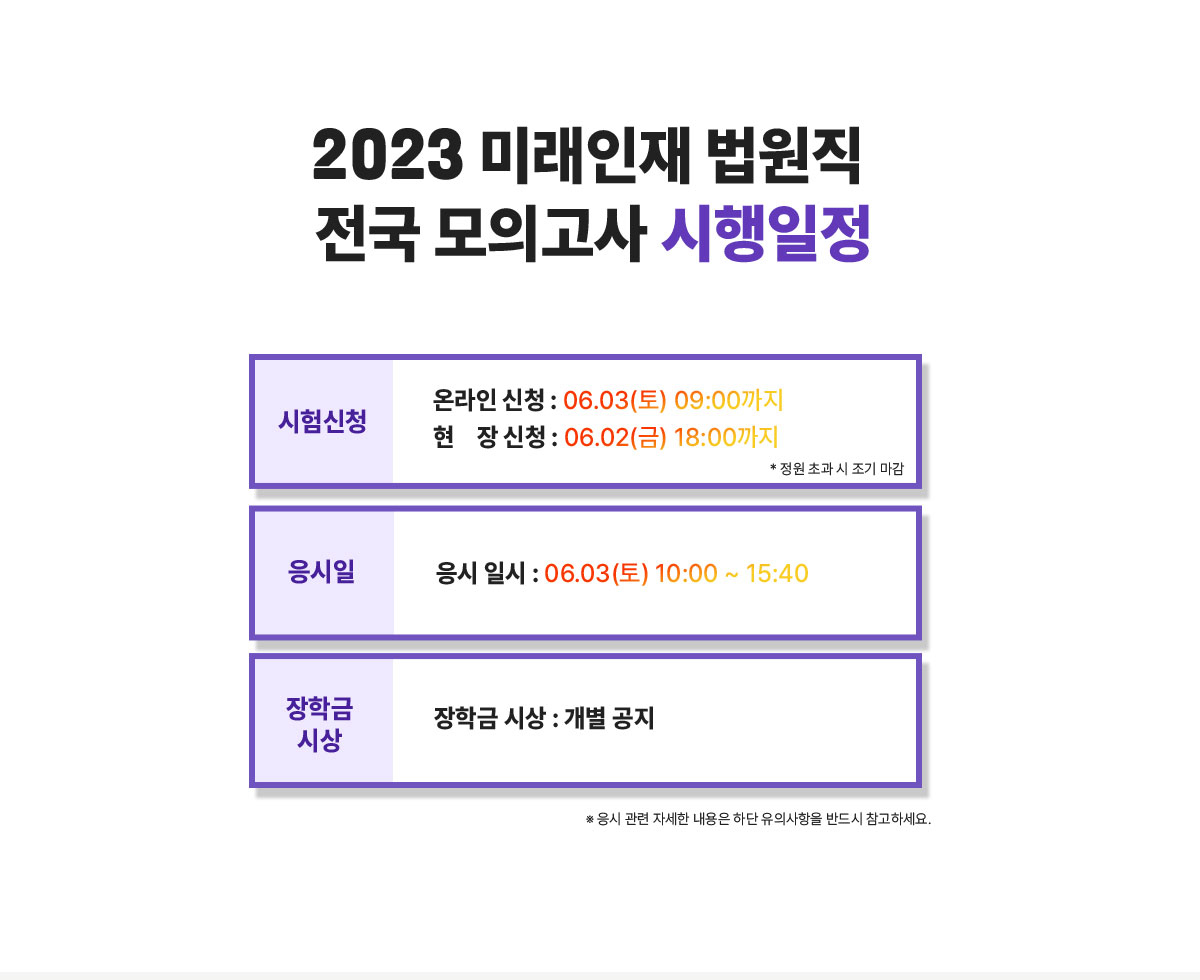 2023 미래인재 법원직
전국 모의고사 시행일정
시험신청
온라인 신청 : 06.03(토) 09:00까지
현 장 신청 : 06.02(금) 18:00까지
* 정원 초과 시 조기 마감
응시일
응시 일시 : 06.03(토) 10:00 ~ 15:40
장학금
시상
장학금 시상 : 개별 공지
※ 응시 관련 자세한 내용은 하단 유의사항을 반드시 참고하세요.